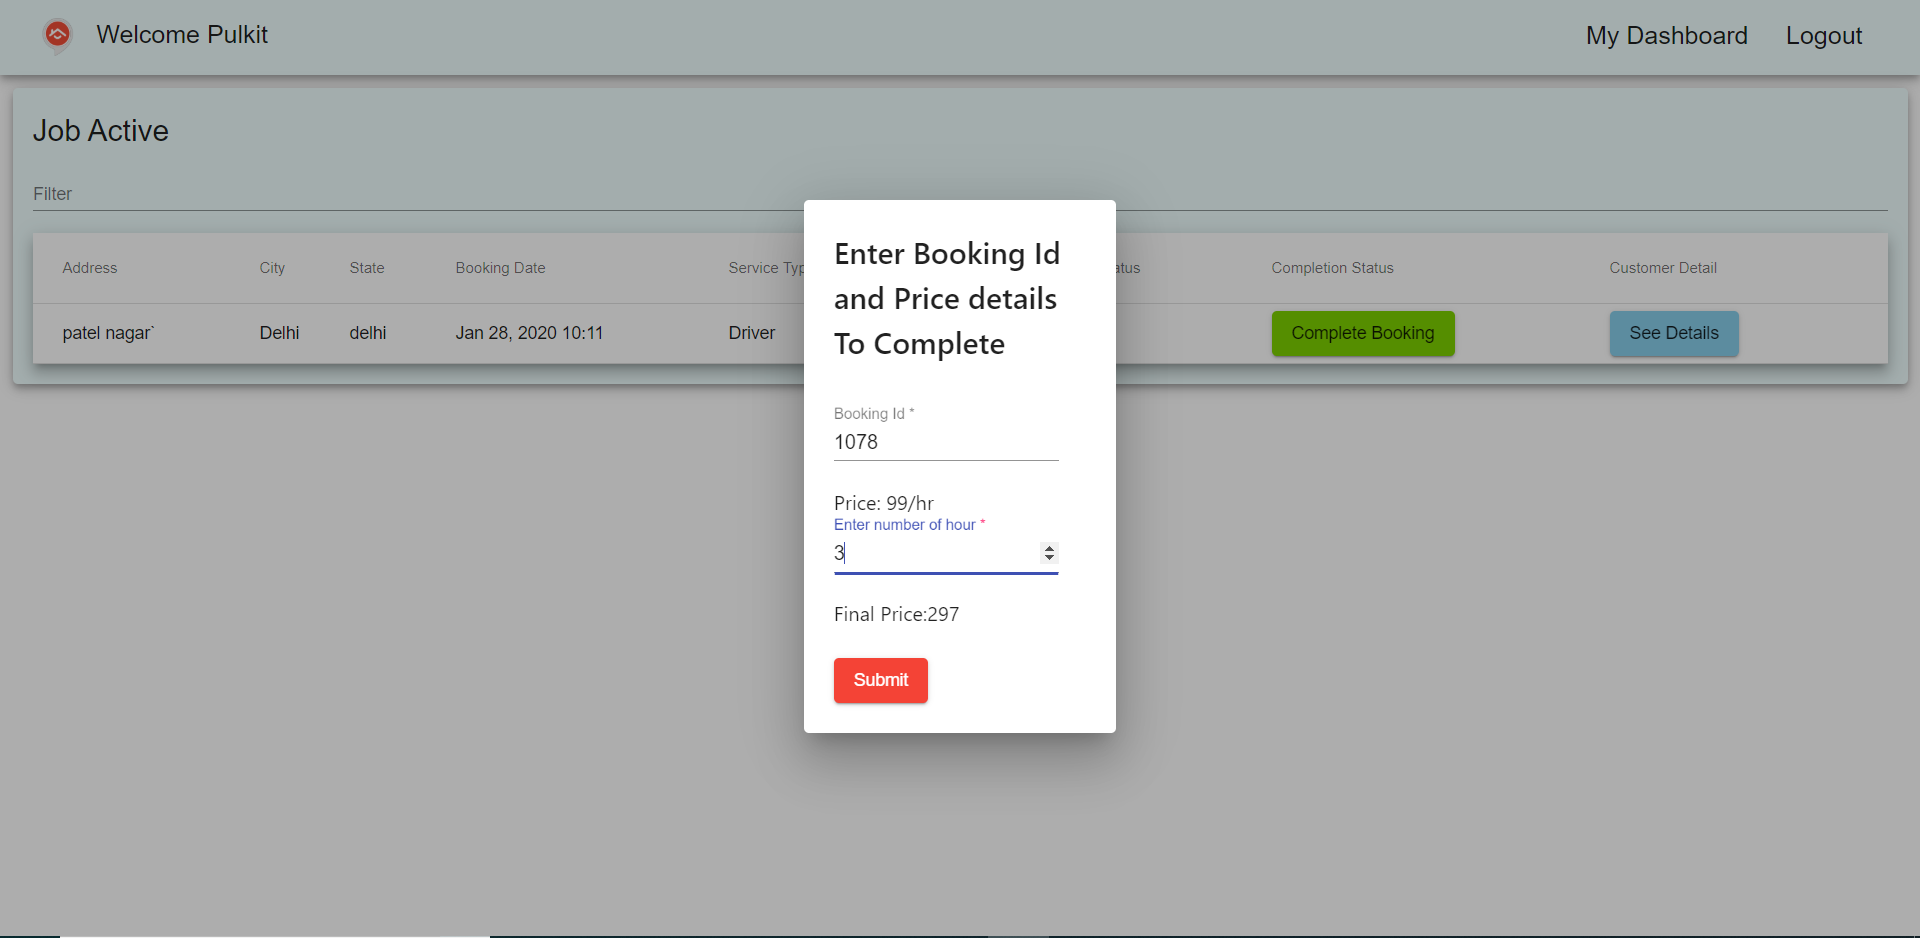 Welcome Pulkit
My Dashboard
Logout
Job Active
Filter
Address City State Booking Date Service Completion Status Customer Detail
patel nagar` Delhi delhi Jan 28, 2020 10:11 Driver Complete Booking See Details
Enter Booking Id
and Price details
To Complete
Booking Id *
1078
Price: 99/hr
Enter number of hour *
3
Final Price:297
Submit